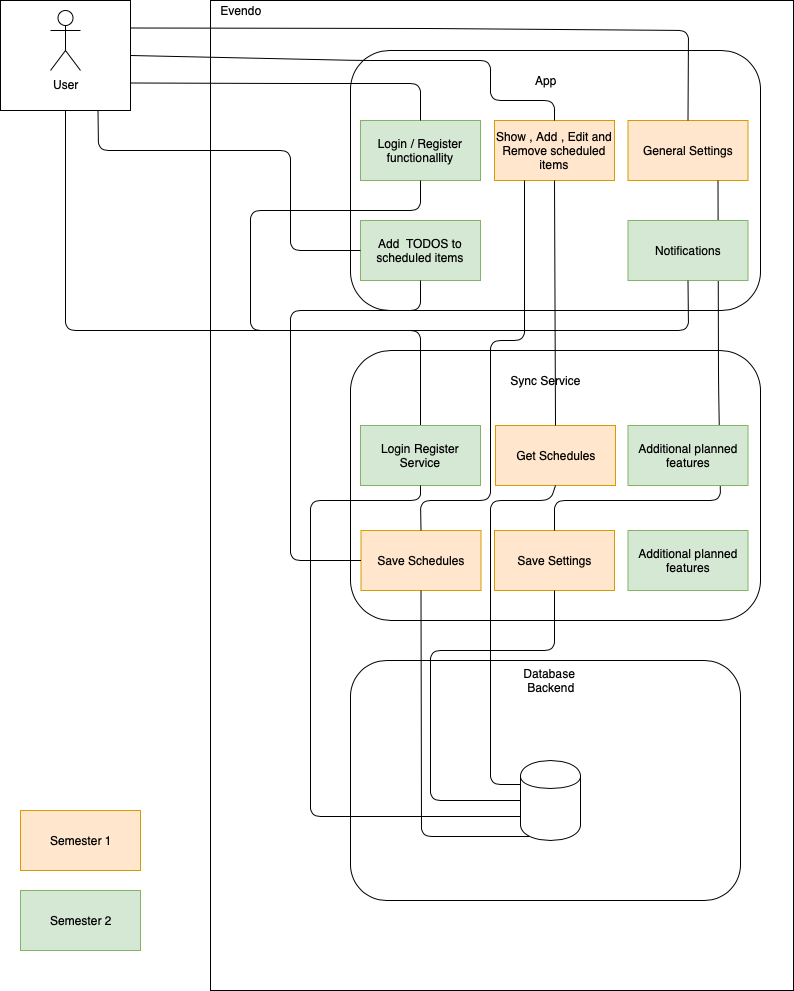 Evendo
User
App
Login / Register
functionallity
Show , Add , Edit and
Remove scheduled
items
General Settings
Add  TODOS to
scheduled items
Notifications
Sync Service
Login Register
Service
Get Schedules
Additional planned
features
Save Schedules
Save Settings
Additional planned
features
Database
Backend
Semester 1
Semester 2